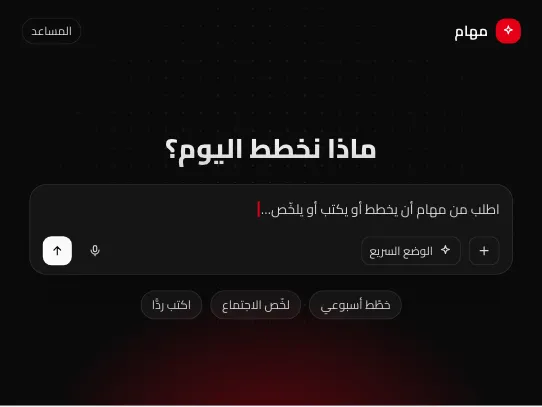 مهام
المساعد
ماذا نخطط اليوم؟
اطلب من مهام أن يخطط أو يكتب أو يلخّص...
الوضع السريع
خطّط أسبوعي
لخّص الاجتماع
اكتب ردًّا